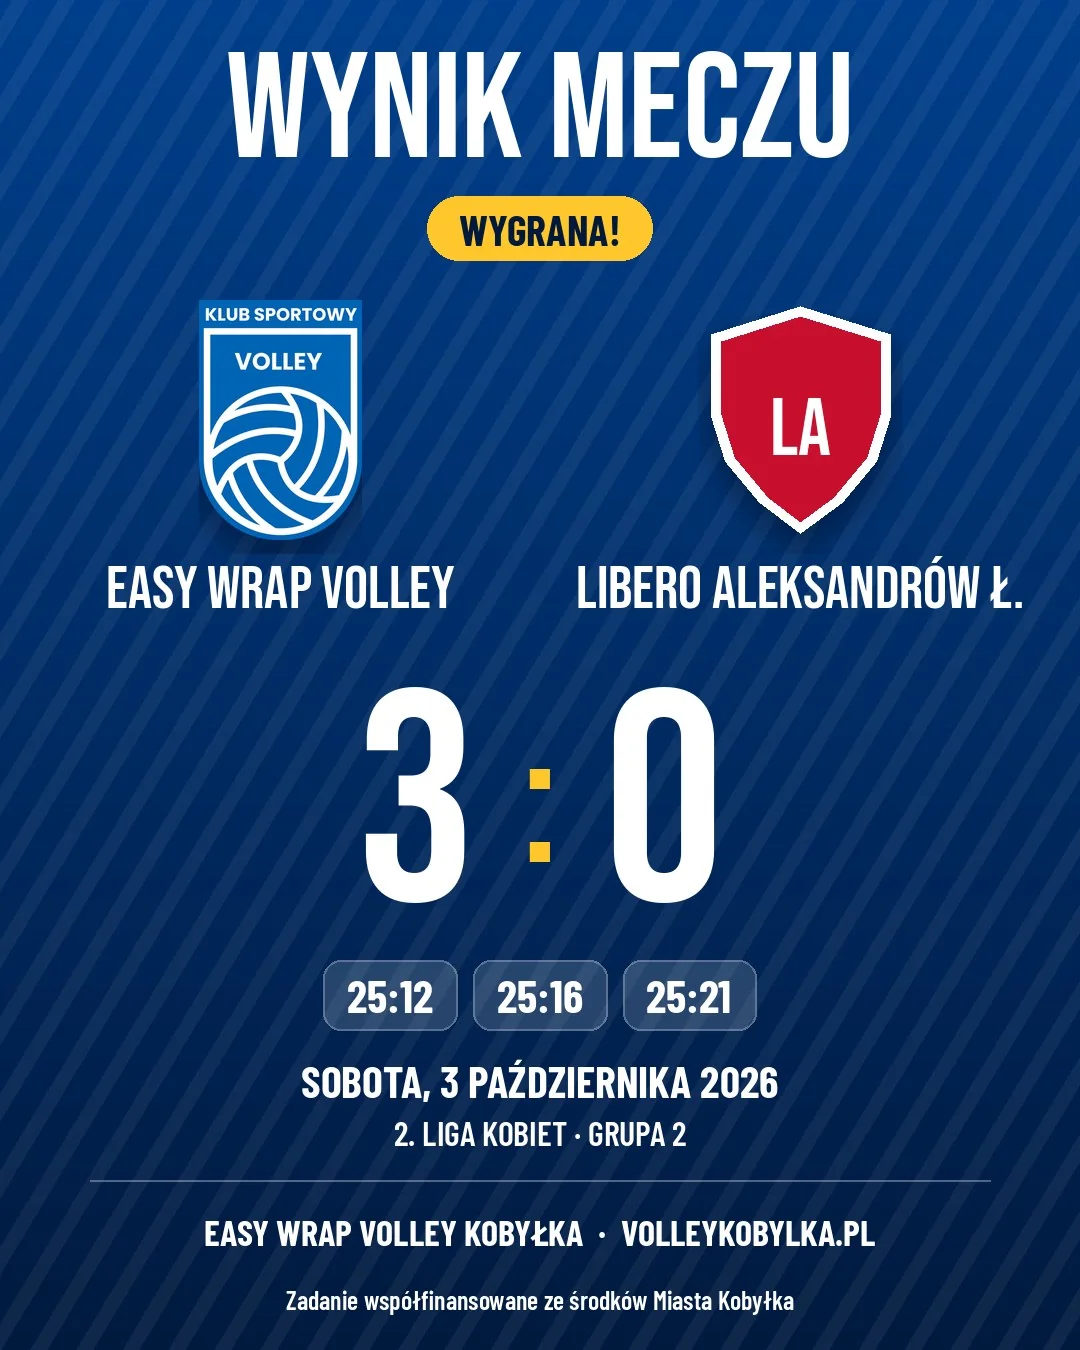 WYNIK MECZU
WYGRANA!
KLUB SPORTOWY
VOLLEY
LA
EASY WRAP VOLLEY
LIBERO ALEKSANDRÓW Ł.
3 : 0
25:12 25:16 25:21
SOBOTA, 3 PAŹDZIERNIKA 2026
2. LIGA KOBIET · GRUPA 2
EASY WRAP VOLLEY KOBYŁKA · VOLLEYKOBYLKA.PL
Zadanie współfinansowane ze środków Miasta Kobyłka